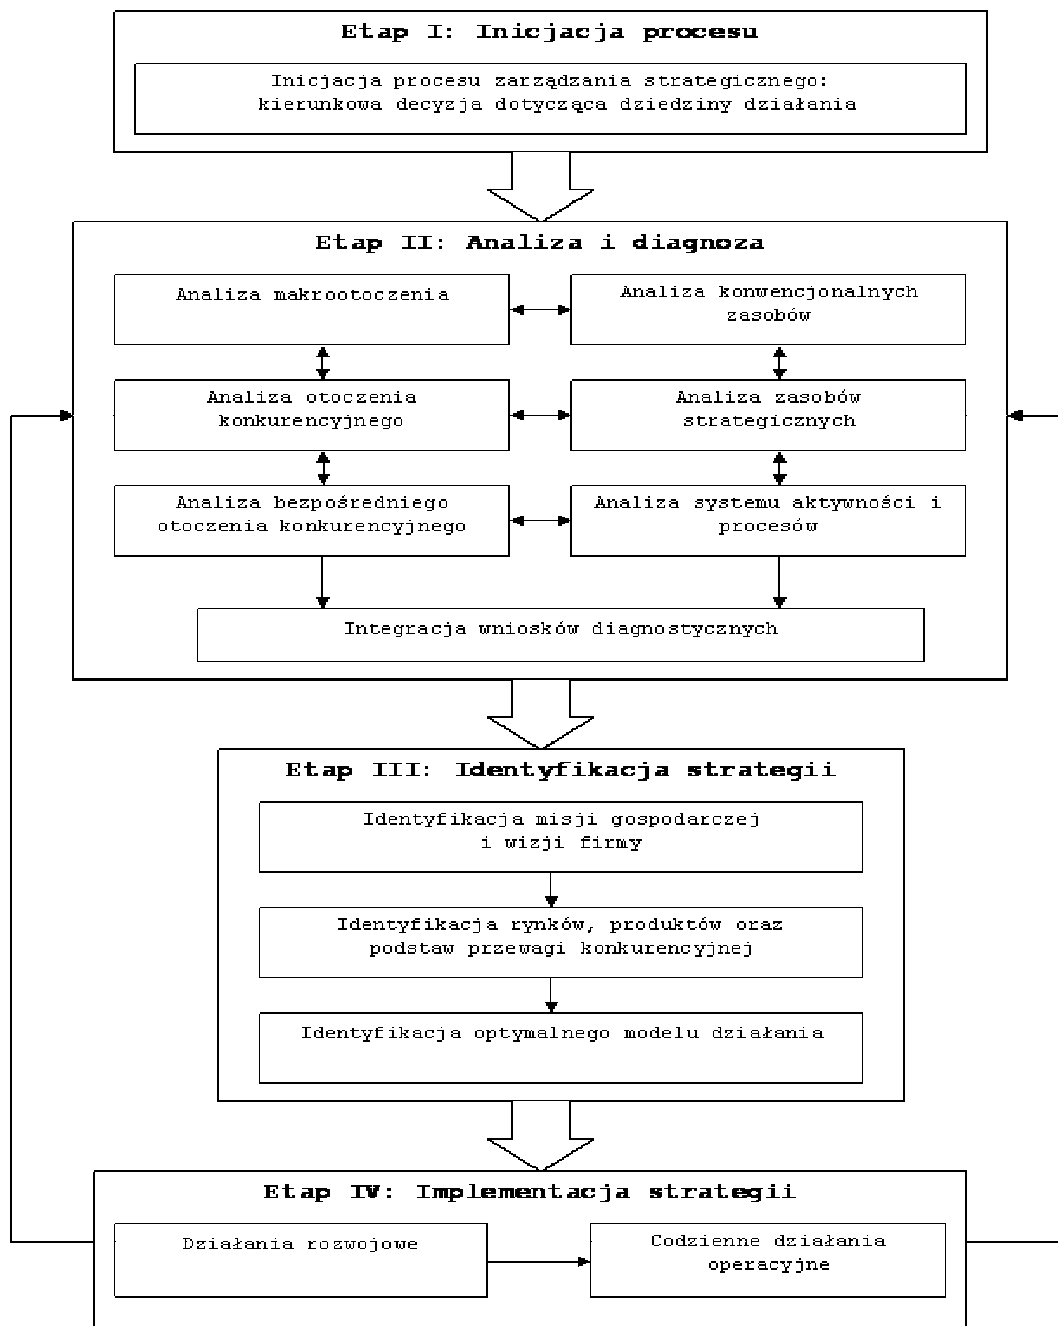 Etap I: Inicjacja procesu
Inicjacja procesu zarządzania strategicznego:
kierunkowa decyzja dotycząca dziedziny działania
Etap II: Analiza i diagnoza
Analiza makrootoczenia
Analiza konwencjonalnych
zasobów
Analiza otoczenia
konkurencyjnego
Analiza zasobów
strategicznych
Analiza bezpośredniego
otoczenia konkurencyjnego
Analiza systemu aktywności i
procesów
Integracja wniosków diagnostycznych
Etap III: Identyfikacja strategii
Identyfikacja misji gospodarczej
i wizji firmy
Identyfikacja rynków, produktów oraz
podstaw przewagi konkurencyjnej
Identyfikacja optymalnego modelu działania
Etap IV: Implementacja strategii
Działania rozwojowe
Codzienne działania
operacyjne